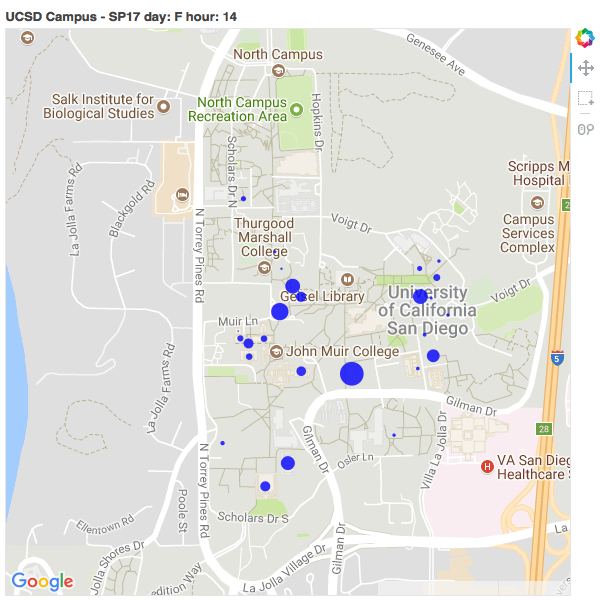 UCSD Campus - SP17 day: F hour: 14
Genesee Ave
North Campus
Salk Institute for
Biological Studies
North Campus
Recreation Area
Hopkins Dr
Scholars Dr N
Scripps M
Hospital
La Jolla Farms Rd
Blackgold Rd
N Torrey Pines Rd
Voigt Dr
Thurgood
Marshall
College
Campus
Services
Complex
Geisel Library
University
of California
San Diego
Voigt Dr
Muir Ln
John Muir College
La Jolla Farms Rd
5
Gilman Dr
Gilman Dr
Villa La Jolla Dr
28
Osler Ln
H
VA San Dieg
Healthcare S
N Torrey Pines Rd
Poole St
Ellentown Rd
Scholars Dr S
La Jolla Shores Dr
Gilman Dr
La Jolla Village Dr
La
Google